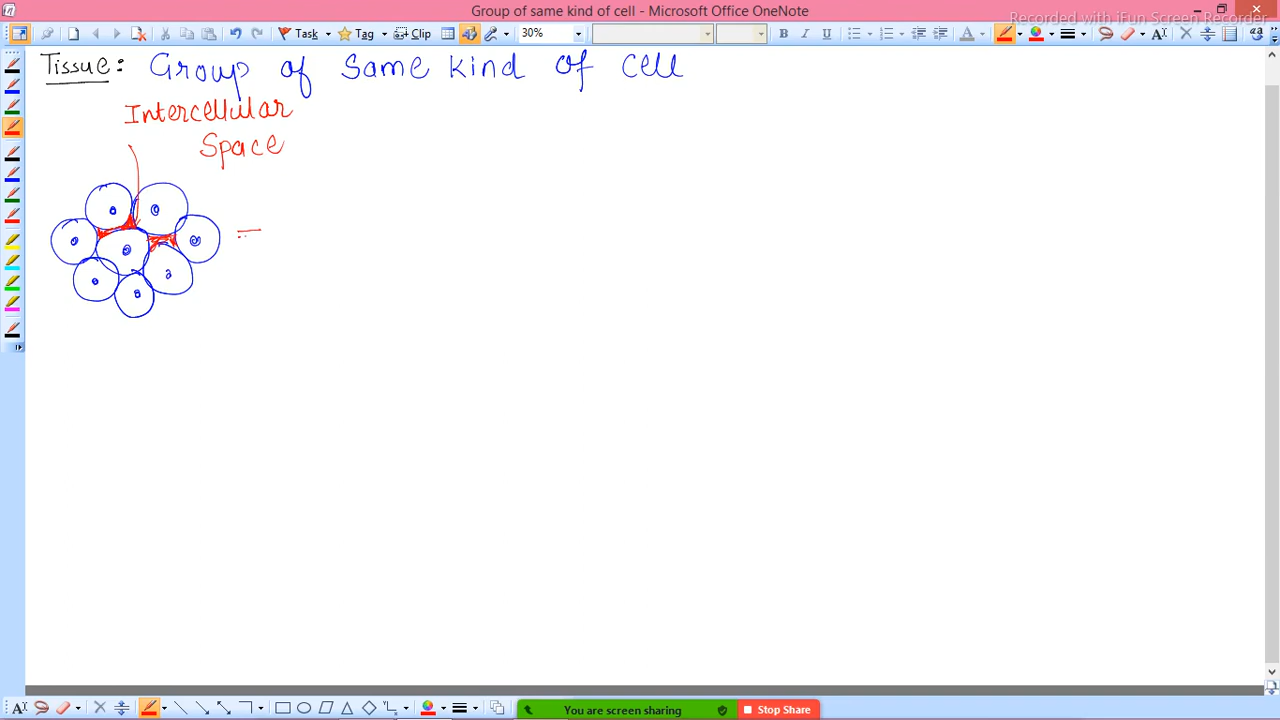 Group of same kind of cell - Microsoft Office OneNote
Recorded with iFun Screen Recorder
Task Tag Clip 30% B I U
Tissue: Group of Same Kind of Cell
Intercellular
Space
=
You are screen sharing Stop Share